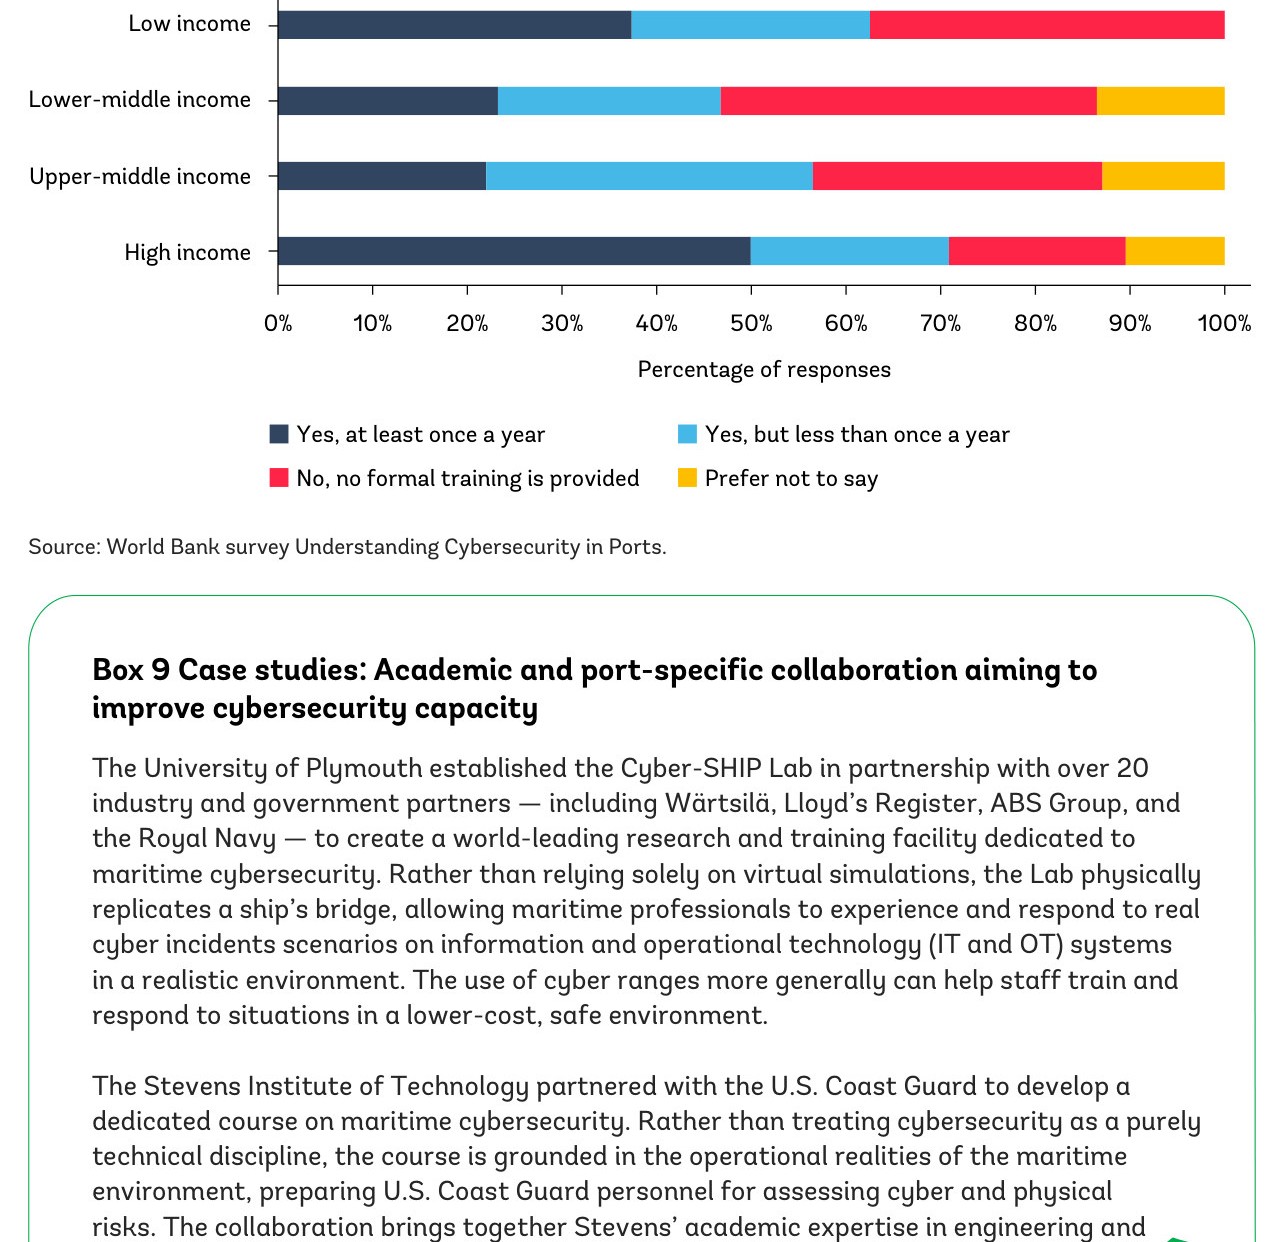 Low income
Lower-middle income
Upper-middle income
High income
0% 10% 20% 30% 40% 50% 60% 70% 80% 90% 100%
Percentage of responses
Yes, at least once a year Yes, but less than once a year
No, no formal training is provided Prefer not to say
Source: World Bank survey Understanding Cybersecurity in Ports.
Box 9 Case studies: Academic and port-specific collaboration aiming to
improve cybersecurity capacity
The University of Plymouth established the Cyber-SHIP Lab in partnership with over 20
industry and government partners — including Wärtsilä, Lloyd’s Register, ABS Group, and
the Royal Navy — to create a world-leading research and training facility dedicated to
maritime cybersecurity. Rather than relying solely on virtual simulations, the Lab physically
replicates a ship’s bridge, allowing maritime professionals to experience and respond to real
cyber incidents scenarios on information and operational technology (IT and OT) systems
in a realistic environment. The use of cyber ranges more generally can help staff train and
respond to situations in a lower-cost, safe environment.
The Stevens Institute of Technology partnered with the U.S. Coast Guard to develop a
dedicated course on maritime cybersecurity. Rather than treating cybersecurity as a purely
technical discipline, the course is grounded in the operational realities of the maritime
environment, preparing U.S. Coast Guard personnel for assessing cyber and physical
risks. The collaboration brings together Stevens’ academic expertise in engineering and